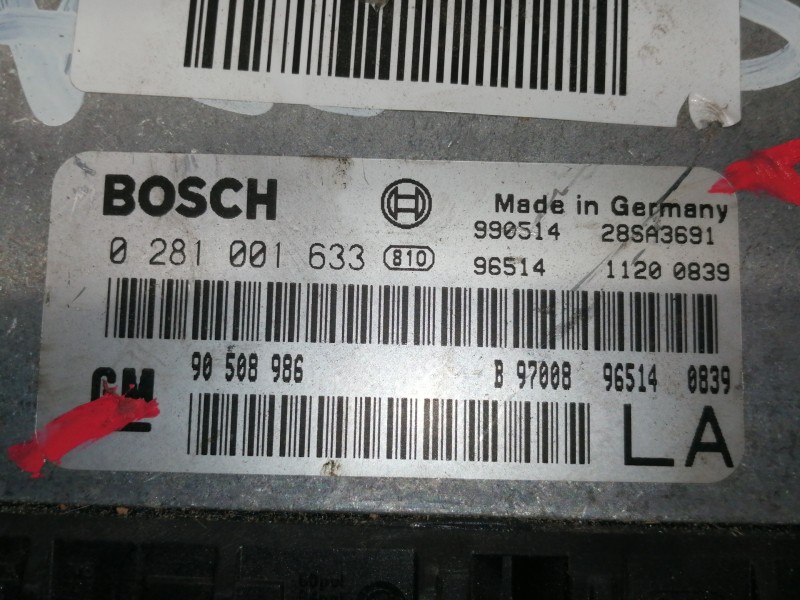 BOSCH
Made in Germany
990514 28SA3691
0 281 001 633 810
96514 1120 0839
GM
90 508 986 B 97008 96514 0839
LA